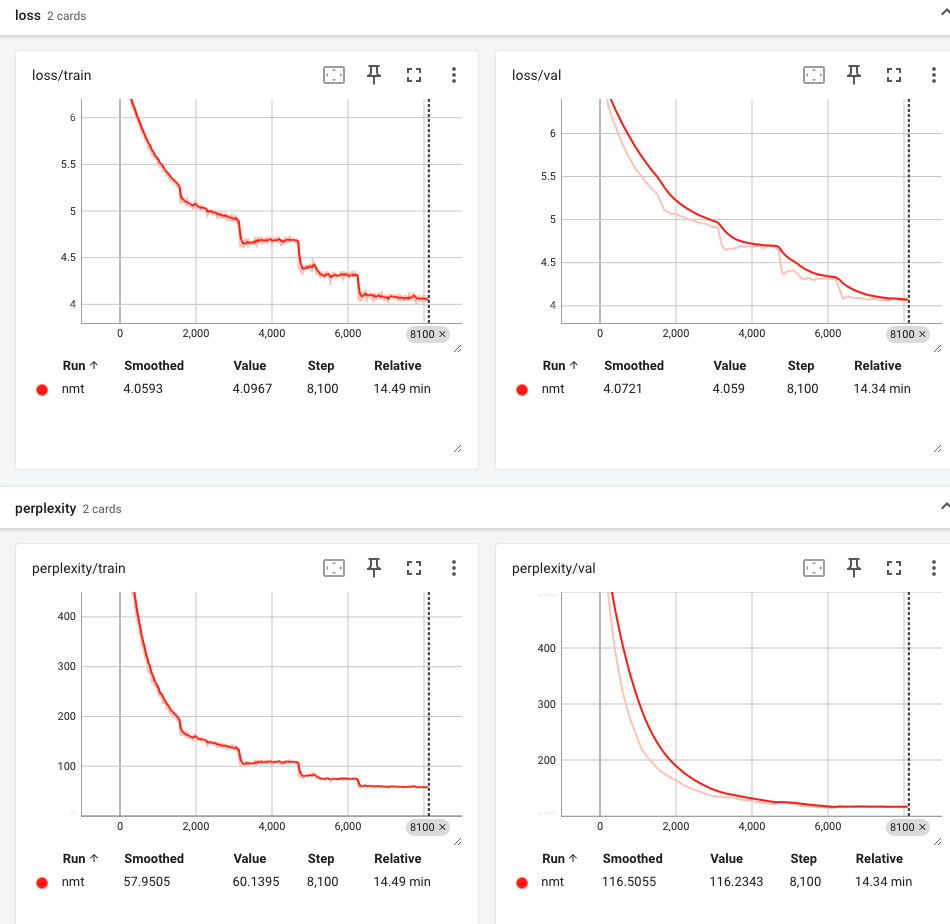 loss 2 cards
loss/train
6
5.5
5
4.5
4
0 2,000 4,000 6,000 8100 ×
Run ↑ Smoothed Value Step Relative
nmt 4.0593 4.0967 8,100 14.49 min
loss/val
6
5.5
5
4.5
4
0 2,000 4,000 6,000 8100 ×
Run ↑ Smoothed Value Step Relative
nmt 4.0721 4.059 8,100 14.34 min
perplexity 2 cards
perplexity/train
400
300
200
100
0
0 2,000 4,000 6,000 8100 ×
Run ↑ Smoothed Value Step Relative
nmt 57.9505 60.1395 8,100 14.49 min
perplexity/val
400
300
200
0 2,000 4,000 6,000 8100 ×
Run ↑ Smoothed Value Step Relative
nmt 116.5055 116.2343 8,100 14.34 min